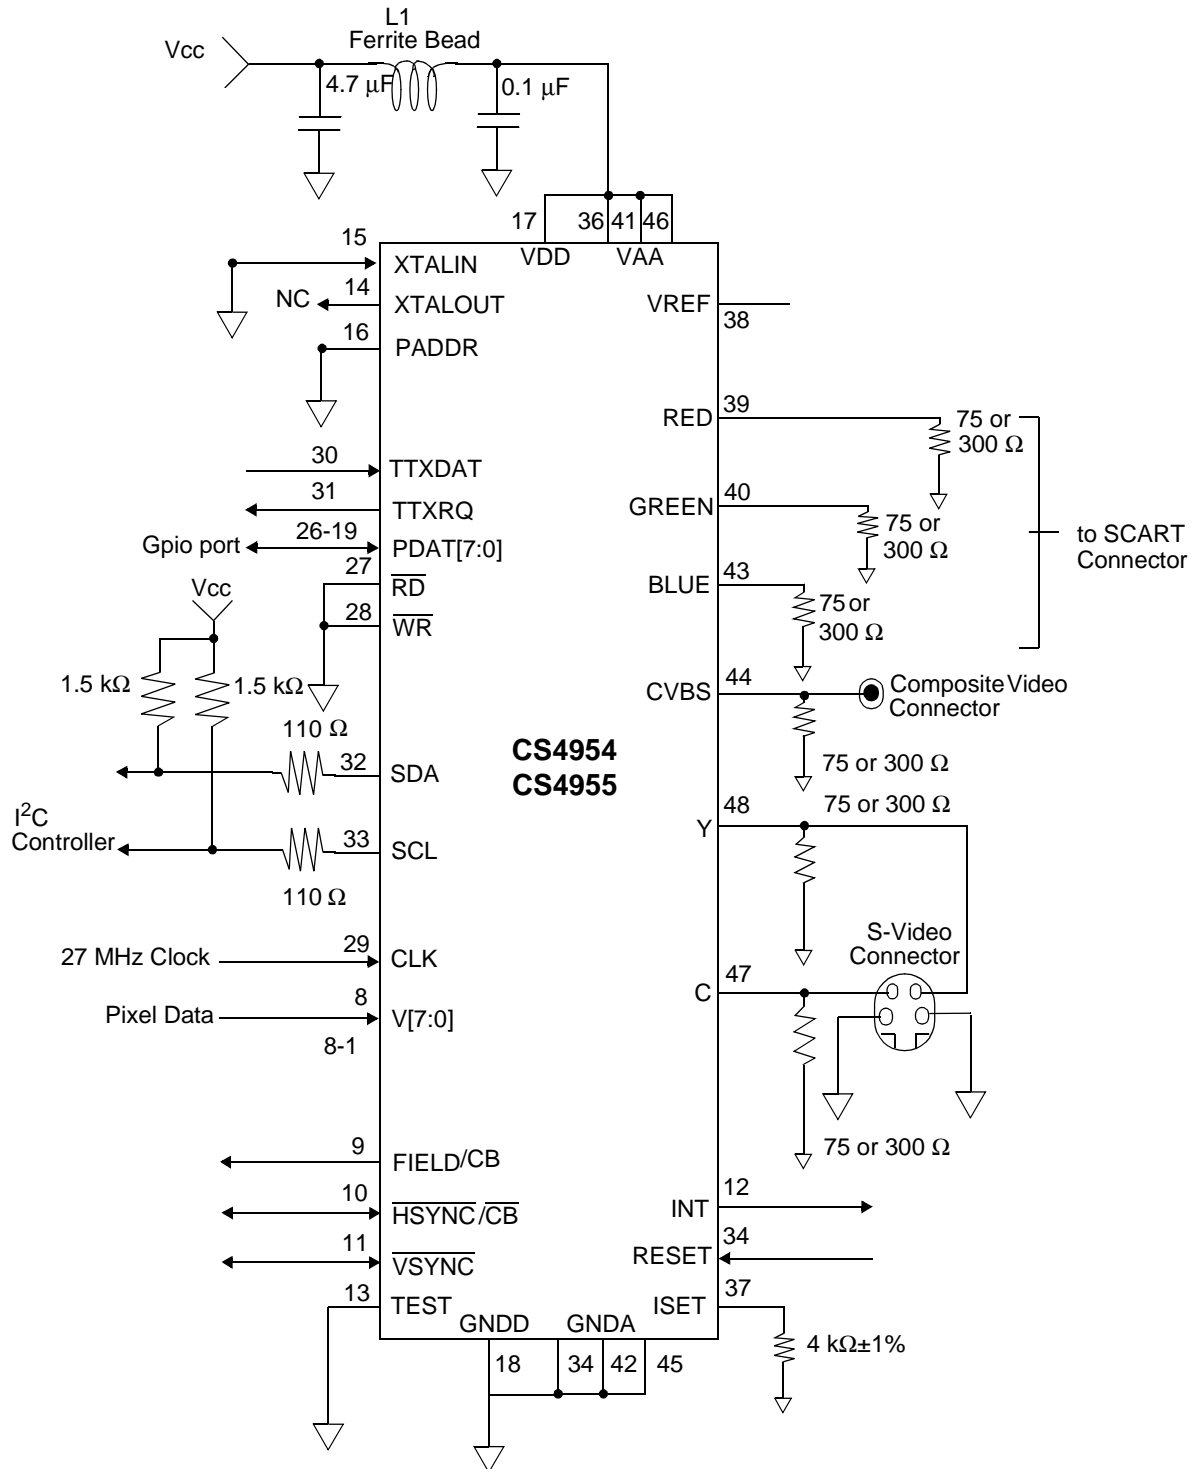 L1
Ferrite Bead
Vcc
4.7 μF
0.1 μF
17
36
41
46
VDD
VAA
15
XTALIN
NC
14
XTALOUT
16
PADDR
VREF
38
RED
39
75 or
300 Ω
30
TTXDAT
31
TTXRQ
GREEN
40
75 or
300 Ω
to SCART
Connector
Gpio port
26-19
PDAT[7:0]
27
RD
28
WR
BLUE
43
75 or
300 Ω
Vcc
1.5 kΩ
1.5 kΩ
CVBS
44
Composite Video
Connector
75 or 300 Ω
110 Ω
32
SDA
CS4954
CS4955
I²C
Controller
33
SCL
110 Ω
Y
48
75 or 300 Ω
27 MHz Clock
29
CLK
S-Video
Connector
C
47
Pixel Data
8
V[7:0]
8-1
75 or 300 Ω
9
FIELD/CB
10
HSYNC/CB
11
VSYNC
13
TEST
INT
12
RESET
34
ISET
37
4 kΩ±1%
GNDD
GNDA
18
34
42
45